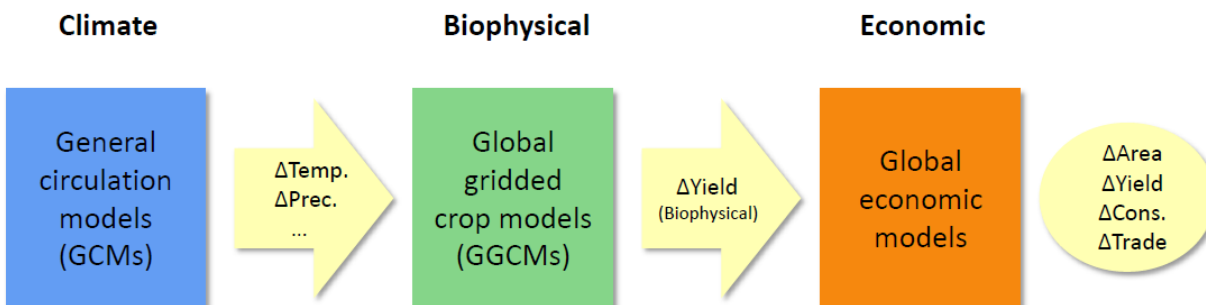 Climate
Biophysical
Economic
General
circulation
models
(GCMs)
ΔTemp.
ΔPrec.
...
Global
gridded
crop models
(GGCMs)
ΔYield
(Biophysical)
Global
economic
models
ΔArea
ΔYield
ΔCons.
ΔTrade